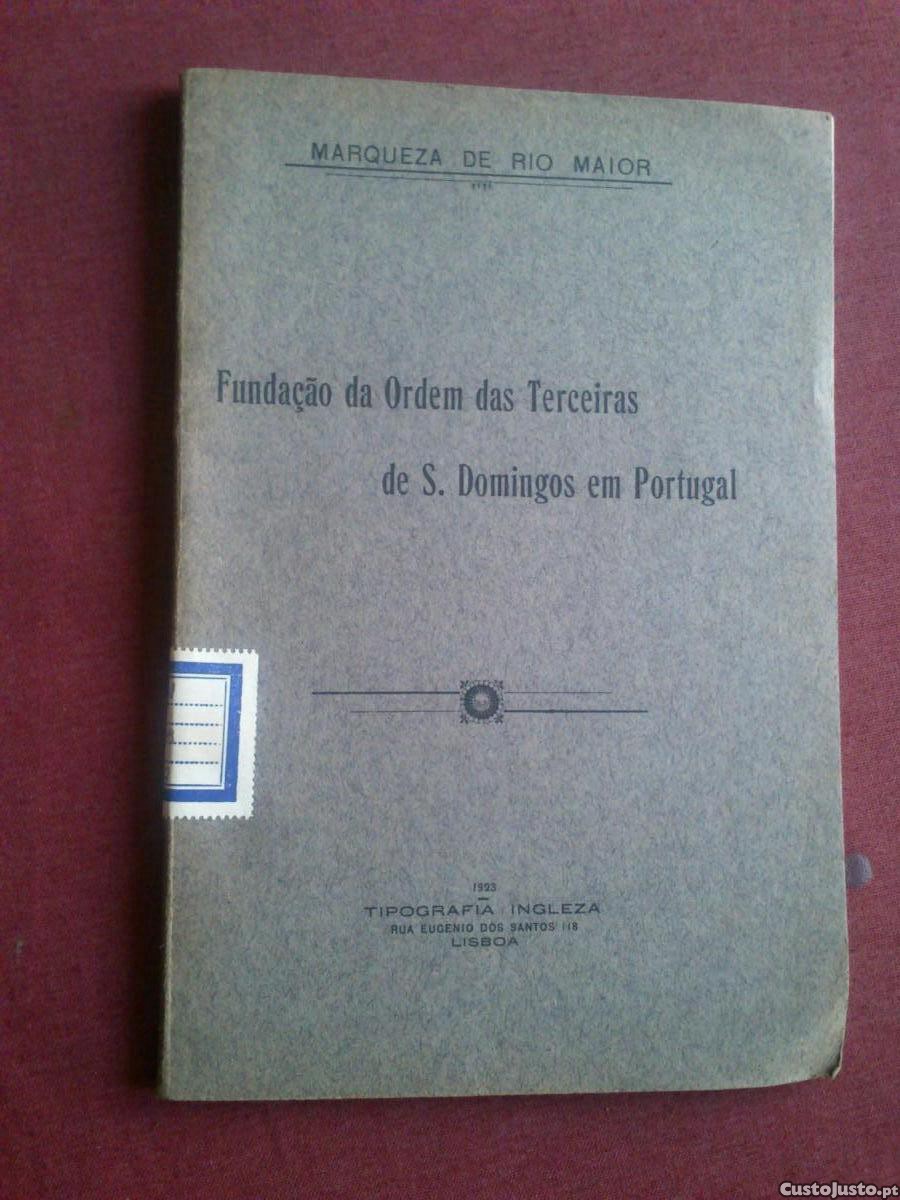 MARQUEZA DE RIO MAIOR
Fundação da Ordem das Terceiras
de S. Domingos em Portugal
1923
TIPOGRAFIA INGLEZA
RUA EUGENIO DOS SANTOS 118
LISBOA
CustoJusto.pt